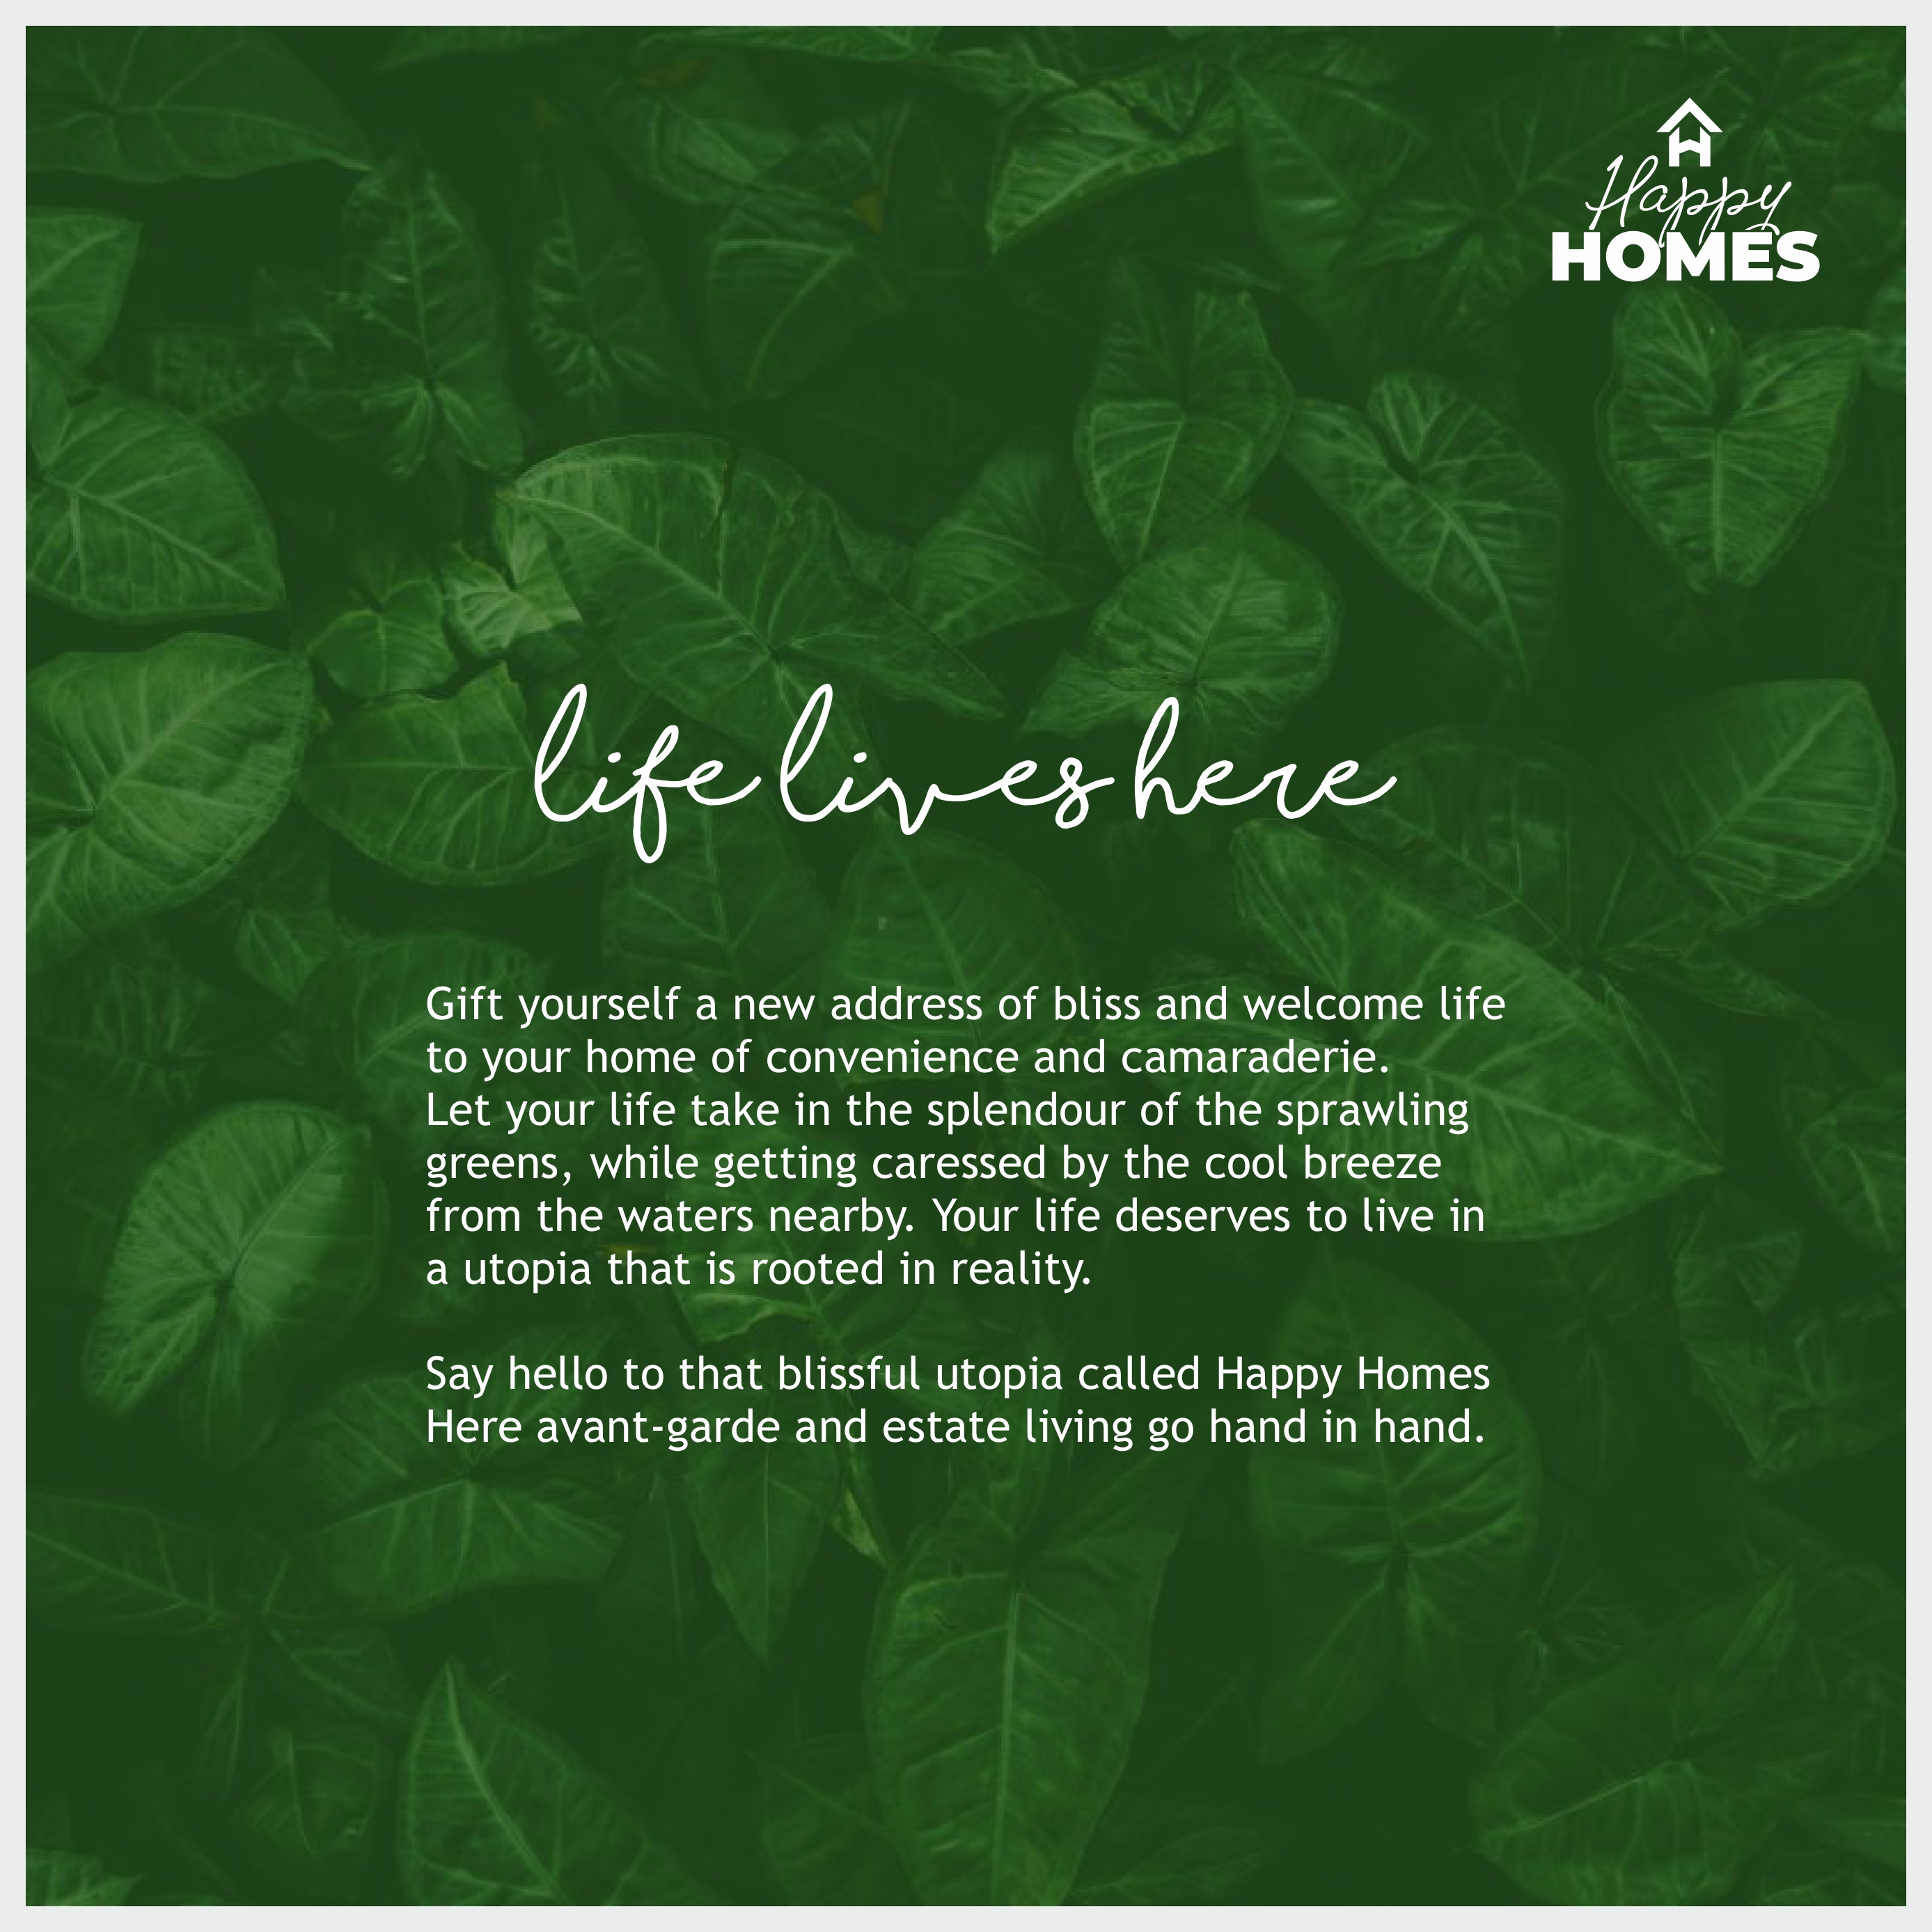 Happy
HOMES
life lives here
Gift yourself a new address of bliss and welcome life
to your home of convenience and camaraderie.
Let your life take in the splendour of the sprawling
greens, while getting caressed by the cool breeze
from the waters nearby. Your life deserves to live in
a utopia that is rooted in reality.
Say hello to that blissful utopia called Happy Homes
Here avant-garde and estate living go hand in hand.